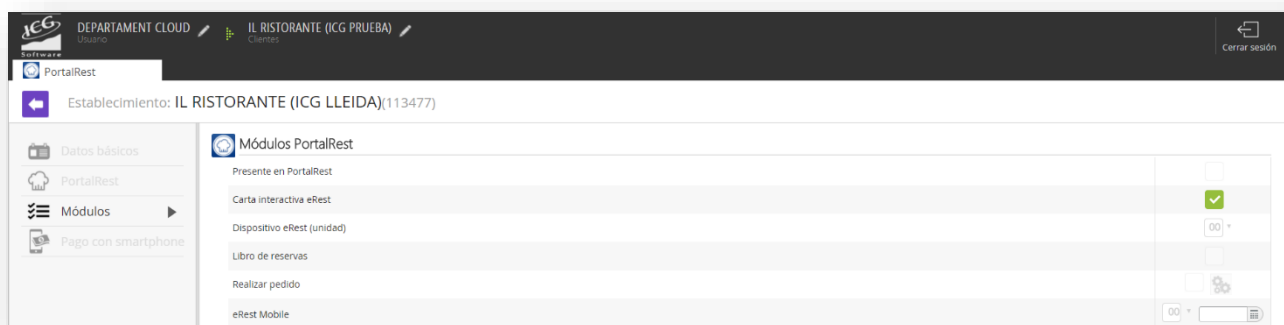 ICG
Software
DEPARTAMENT CLOUD
Usuario
IL RISTORANTE (ICG PRUEBA)
Clientes
Cerrar sesión
PortalRest
Establecimiento: IL RISTORANTE (ICG LLEIDA)(113477)
Datos básicos
PortalRest
Módulos
Pago con smartphone
Módulos PortalRest
Presente en PortalRest
Carta interactiva eRest
Dispositivo eRest (unidad) 00
Libro de reservas
Realizar pedido
eRest Mobile 00